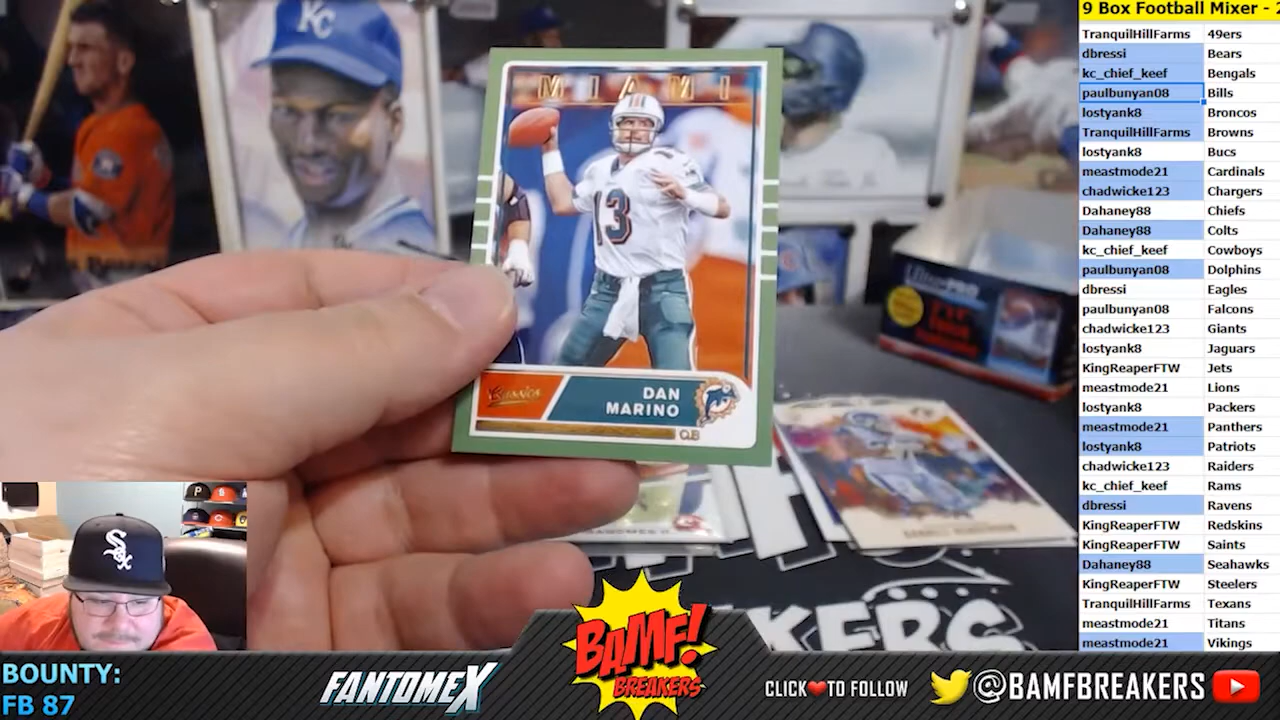 KC
MIAMI
13
Classics
DAN
MARINO
QB
BOUNTY:
FB 87
FANTOMEX
BAMF!
BREAKERS
CLICK TO FOLLOW
@BAMFBREAKERS
9 Box Football Mixer - 2
TranquilHillFarms 49ers
dbressi Bears
kc_chief_keef Bengals
paulbunyan08 Bills
lostyank8 Broncos
TranquilHillFarms Browns
lostyank8 Bucs
meastmode21 Cardinals
chadwicke123 Chargers
Dahaney88 Chiefs
Dahaney88 Colts
kc_chief_keef Cowboys
paulbunyan08 Dolphins
dbressi Eagles
paulbunyan08 Falcons
chadwicke123 Giants
lostyank8 Jaguars
KingReaperFTW Jets
meastmode21 Lions
lostyank8 Packers
meastmode21 Panthers
lostyank8 Patriots
chadwicke123 Raiders
kc_chief_keef Rams
dbressi Ravens
KingReaperFTW Redskins
KingReaperFTW Saints
Dahaney88 Seahawks
KingReaperFTW Steelers
TranquilHillFarms Texans
meastmode21 Titans
meastmode21 Vikings